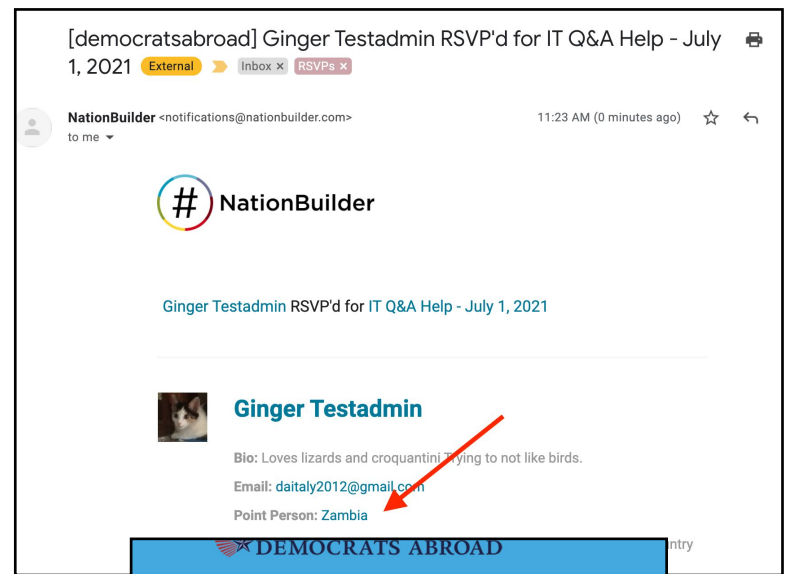 [democratsabroad] Ginger Testadmin RSVP'd for IT Q&A Help - July
1, 2021 External Inbox x RSVPs x
NationBuilder <notifications@nationbuilder.com> 11:23 AM (0 minutes ago)
to me
# NationBuilder
Ginger Testadmin RSVP'd for IT Q&A Help - July 1, 2021
Ginger Testadmin
Bio: Loves lizards and croquantini Trying to not like birds.
Email: daitaly2012@gmail.com
Point Person: Zambia
DEMOCRATS ABROAD
ntry